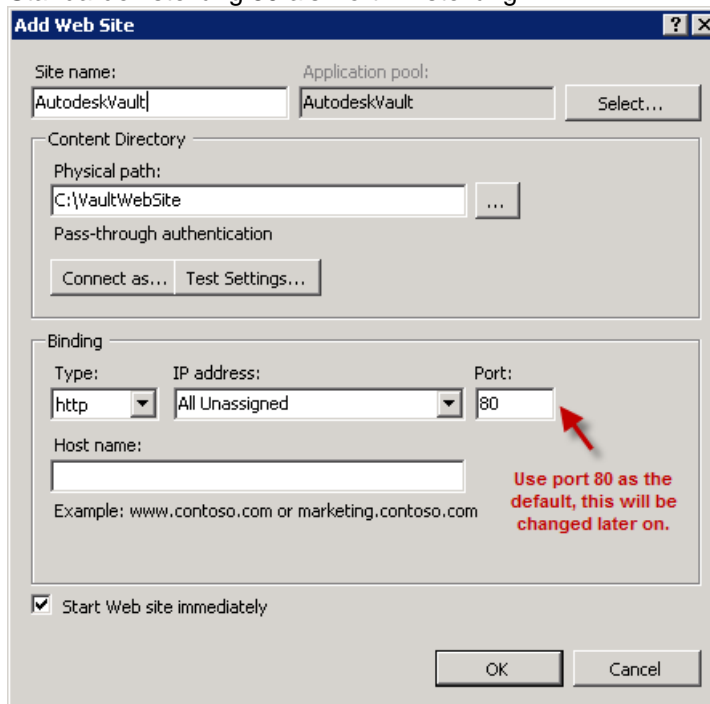 Add Web Site
Site name:
Application pool:
AutodeskVault
AutodeskVault
Select...
Content Directory
Physical path:
C:\VaultWebSite
...
Pass-through authentication
Connect as...
Test Settings...
Binding
Type:
IP address:
Port:
http
All Unassigned
80
Host name:
Use port 80 as the
default, this will be
changed later on.
Example: www.contoso.com or marketing.contoso.com
Start Web site immediately
OK
Cancel